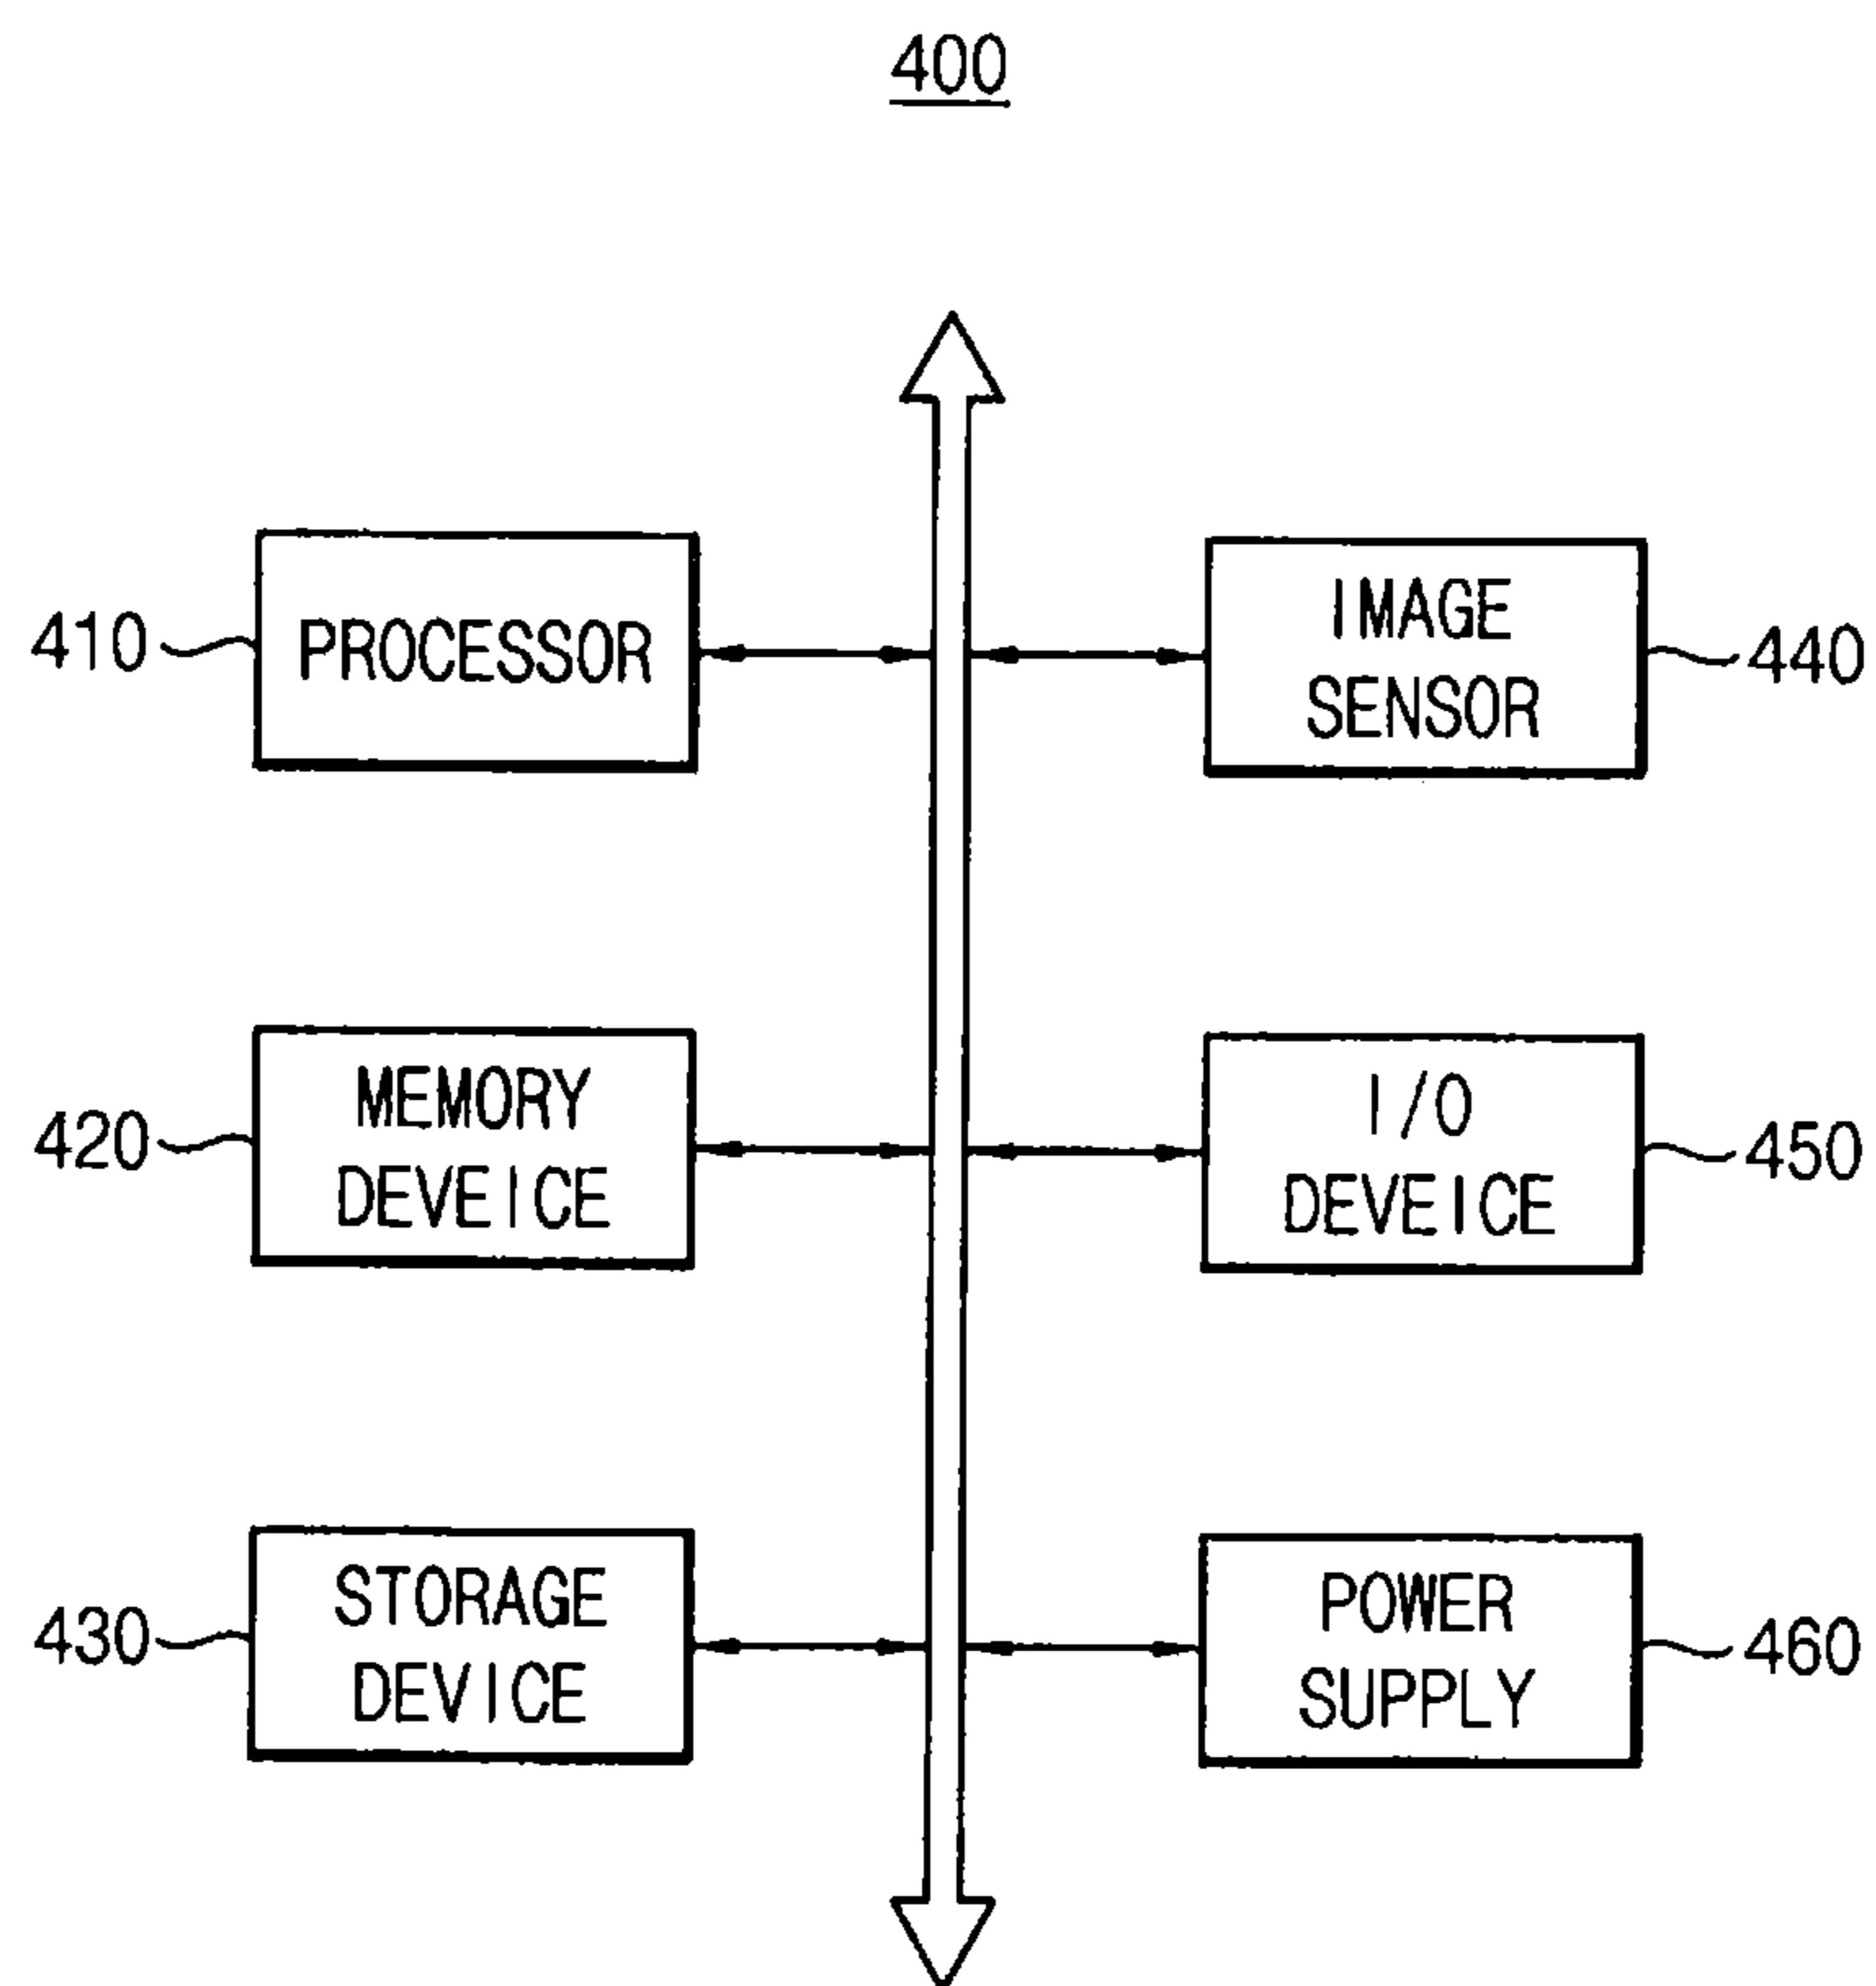 400
410
PROCESSOR
IMAGE
SENSOR
440
420
MEMORY
DEVEICE
I/O
DEVEICE
450
430
STORAGE
DEVICE
POWER
SUPPLY
460